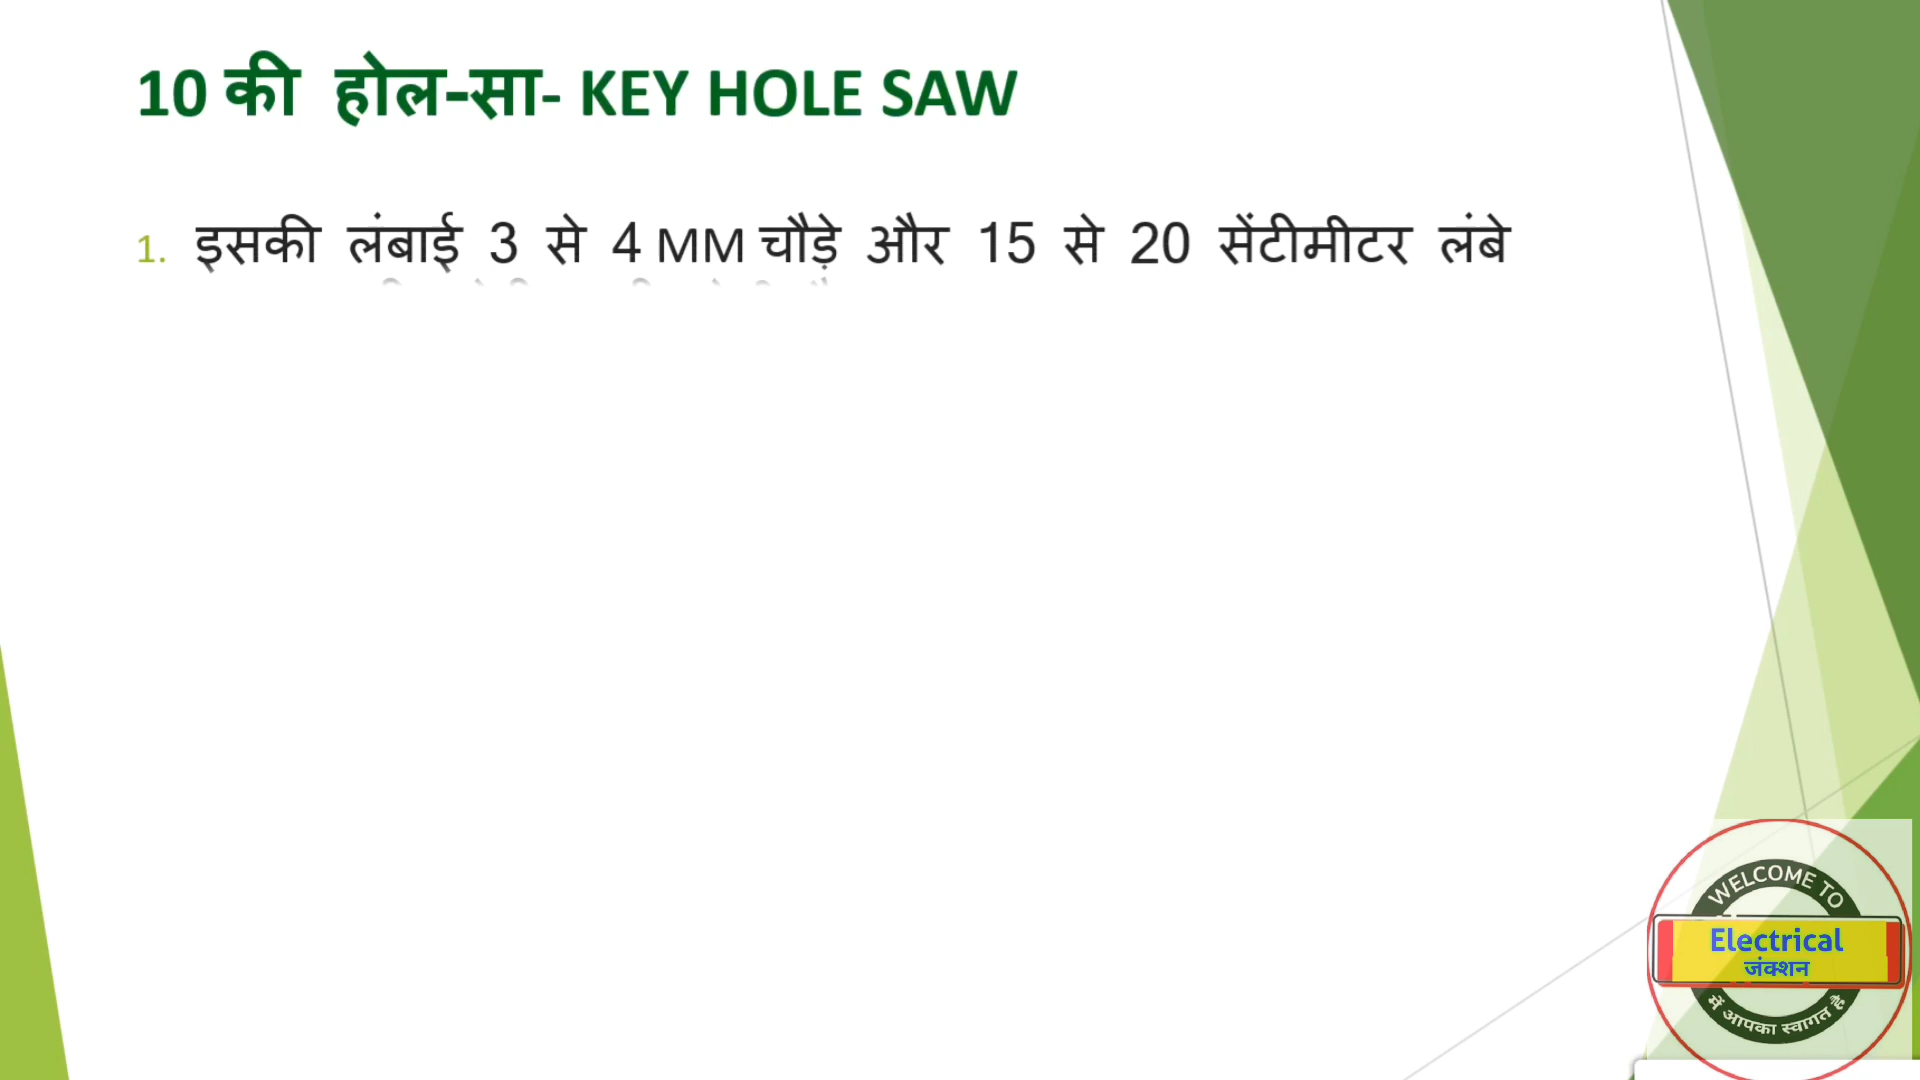 10 की होल-सा- KEY HOLE SAW
1. इसकी लंबाई 3 से 4 MM चौड़े और 15 से 20 सेंटीमीटर लंबे
WELCOME TO
Electrical
जंक्शन
में आपका स्वागत है